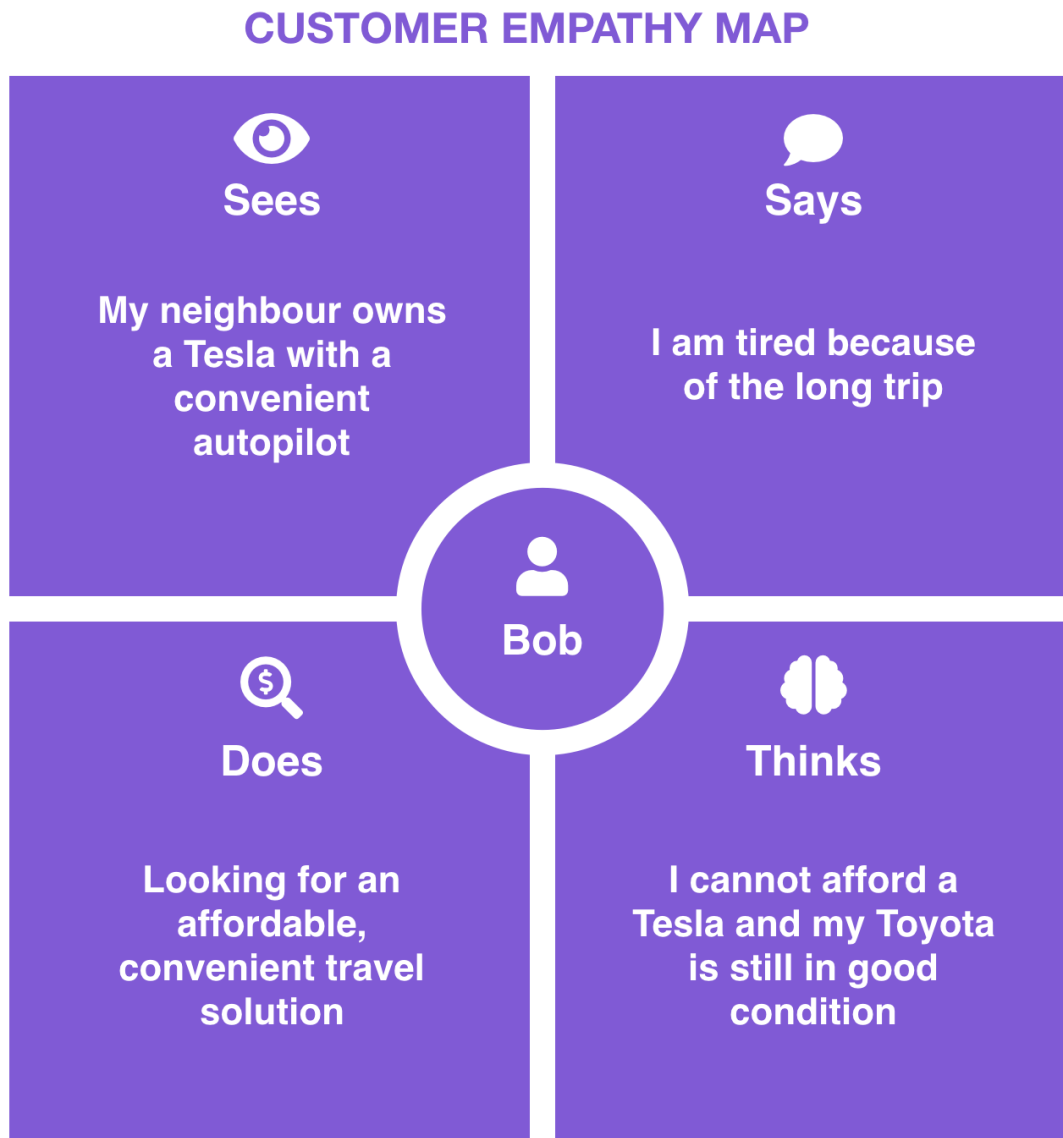 CUSTOMER EMPATHY MAP
Sees
My neighbour owns
a Tesla with a
convenient
autopilot
Says
I am tired because
of the long trip
Bob
$
Does
Looking for an
affordable,
convenient travel
solution
Thinks
I cannot afford a
Tesla and my Toyota
is still in good
condition